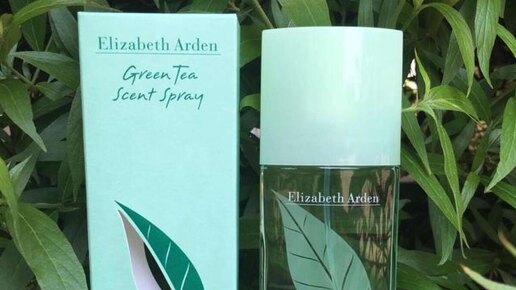 Elizabeth Arden
Green Tea
Scent Spray
Elizabeth Arden